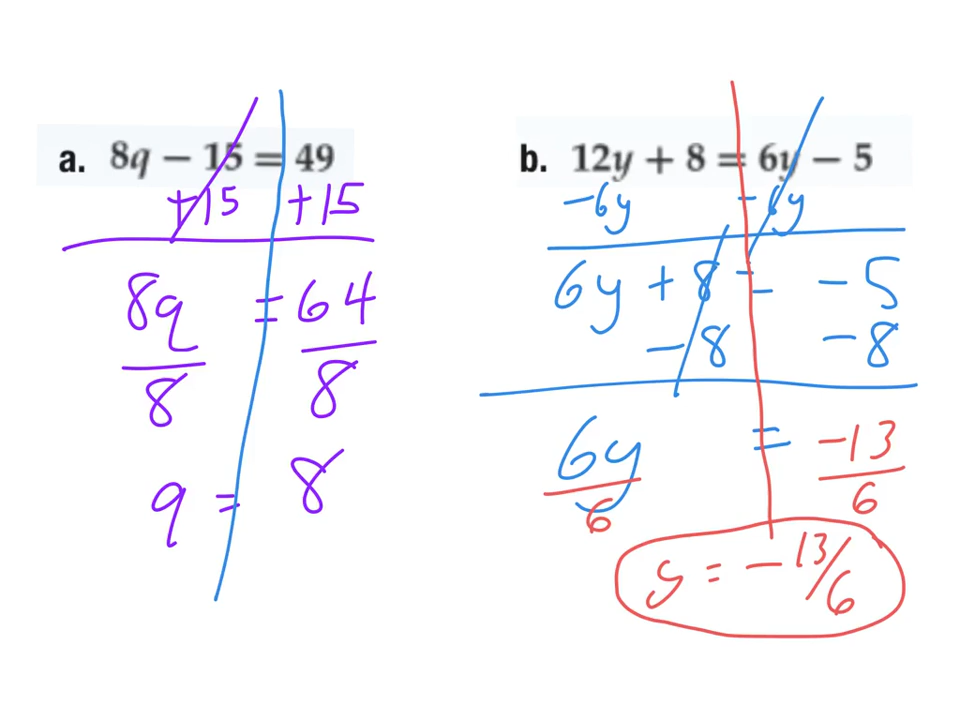 a. 8q − 15 = 49
+15 +15
8q = 64
8 8
q = 8
b. 12y + 8 = 6y − 5
−6y −6y
6y + 8 = −5
−8 −8
6y = −13
6 6
y = −13/6